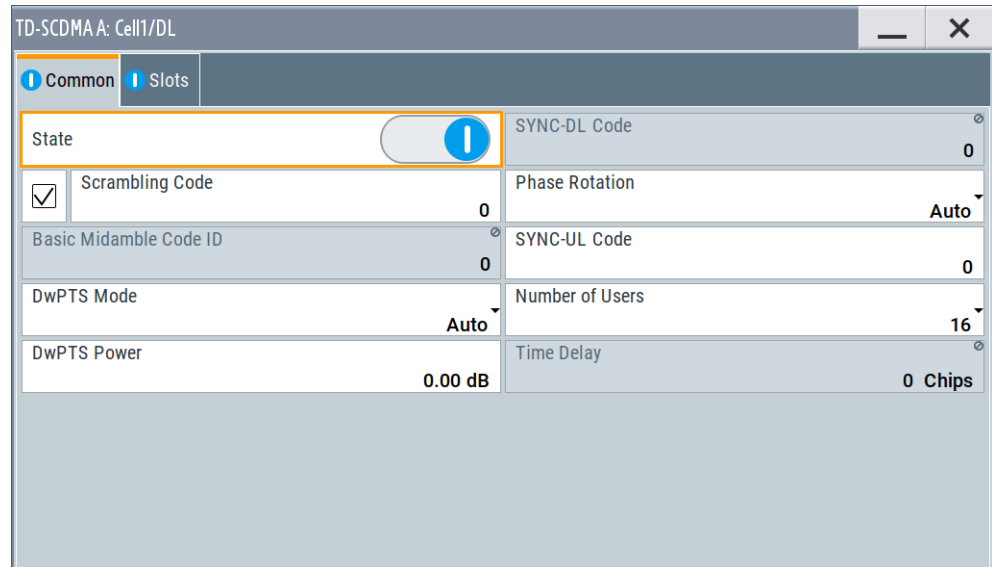 TD-SCDMA A: Cell1/DL
Common Slots
State
SYNC-DL Code
0
Scrambling Code
0
Phase Rotation
Auto
Basic Midamble Code ID
0
SYNC-UL Code
0
DwPTS Mode
Auto
Number of Users
16
DwPTS Power
0.00 dB
Time Delay
0 Chips